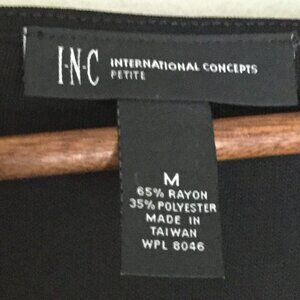 I·N·C INTERNATIONAL CONCEPTS
PETITE
M
65% RAYON
35% POLYESTER
MADE IN
TAIWAN
WPL 8046